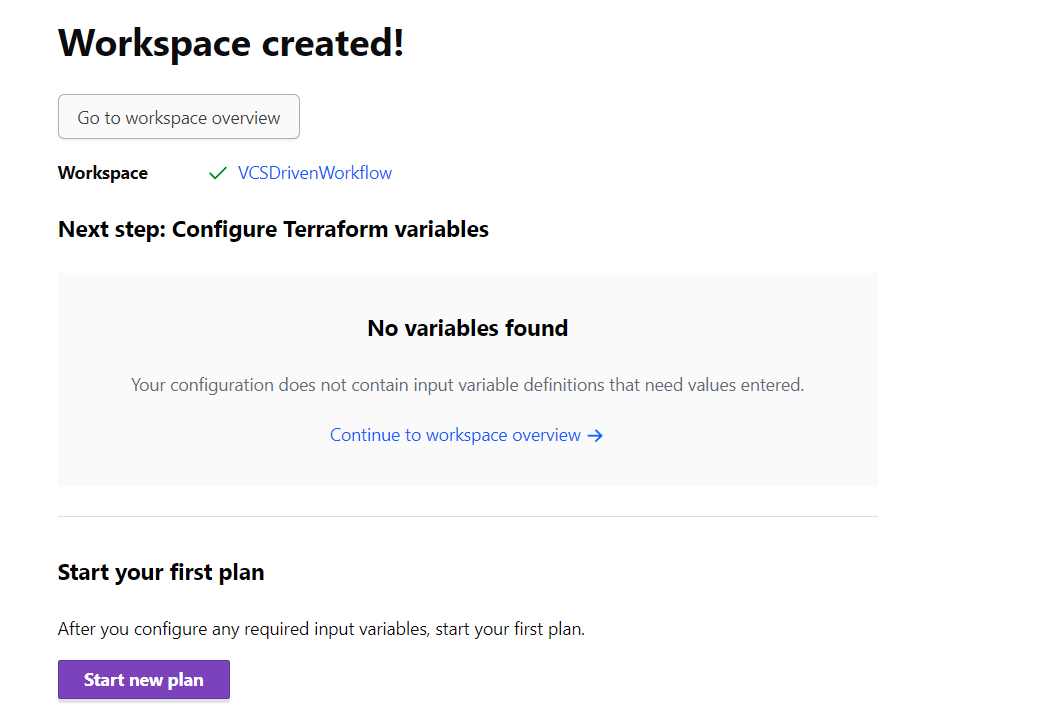 Workspace created!
Go to workspace overview
Workspace VCSDrivenWorkflow
Next step: Configure Terraform variables
No variables found
Your configuration does not contain input variable definitions that need values entered.
Continue to workspace overview →
Start your first plan
After you configure any required input variables, start your first plan.
Start new plan